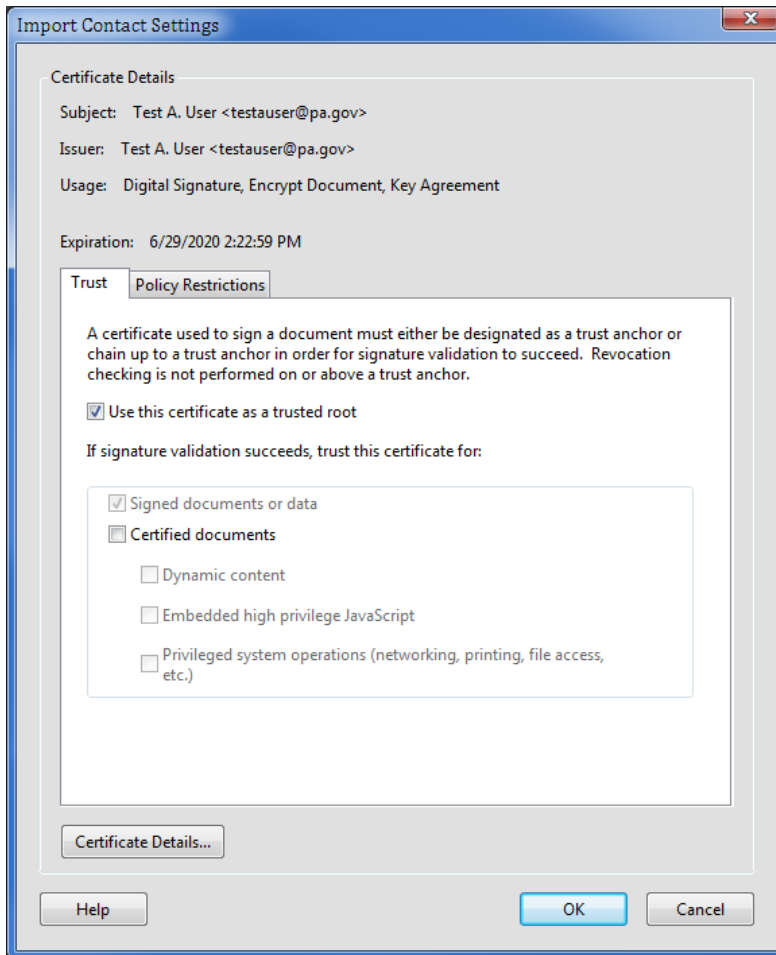 Import Contact Settings
Certificate Details
Subject: Test A. User <testauser@pa.gov>
Issuer: Test A. User <testauser@pa.gov>
Usage: Digital Signature, Encrypt Document, Key Agreement
Expiration: 6/29/2020 2:22:59 PM
Trust Policy Restrictions
A certificate used to sign a document must either be designated as a trust anchor or
chain up to a trust anchor in order for signature validation to succeed. Revocation
checking is not performed on or above a trust anchor.
Use this certificate as a trusted root
If signature validation succeeds, trust this certificate for:
Signed documents or data
Certified documents
Dynamic content
Embedded high privilege JavaScript
Privileged system operations (networking, printing, file access,
etc.)
Certificate Details...
Help OK Cancel